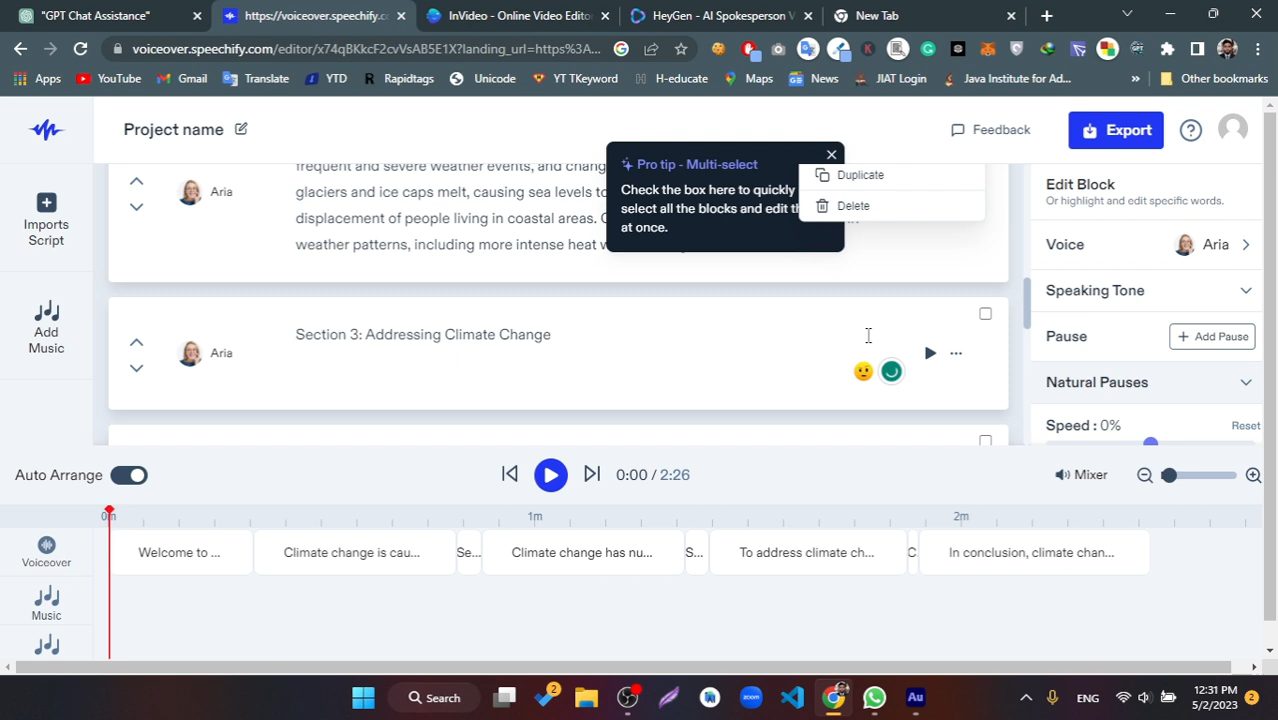 "GPT Chat Assistance"
https://voiceover.speechify.c
InVideo - Online Video Editor
HeyGen - AI Spokesperson V
New Tab
voiceover.speechify.com/editor/x74qBKkcF2cvVsAB5E1X?landing_url=https%3A...
Apps
YouTube
Gmail
Translate
YTD
Rapidtags
Unicode
YT TKeyword
H-educate
Maps
News
JIAT Login
Java Institute for Ad...
»
Other bookmarks
Project name
Feedback
Export
Imports
Script
Add
Music
frequent and severe weather events, and chang
glaciers and ice caps melt, causing sea levels to
displacement of people living in coastal areas. C
weather patterns, including more intense heat w
Aria
Pro tip - Multi-select
Check the box here to quickly
select all the blocks and edit th
at once.
Duplicate
Delete
Section 3: Addressing Climate Change
Aria
Edit Block
Or highlight and edit specific words.
Voice
Aria
Speaking Tone
Pause
+ Add Pause
Natural Pauses
Speed : 0%
Reset
Auto Arrange
0:00 / 2:26
Mixer
0m
1m
2m
Voiceover
Welcome to ...
Climate change is cau...
Se...
Climate change has nu...
S...
To address climate ch...
C
In conclusion, climate chan...
Music
Search
2
zoom
Au
ENG
12:31 PM
5/2/2023
2